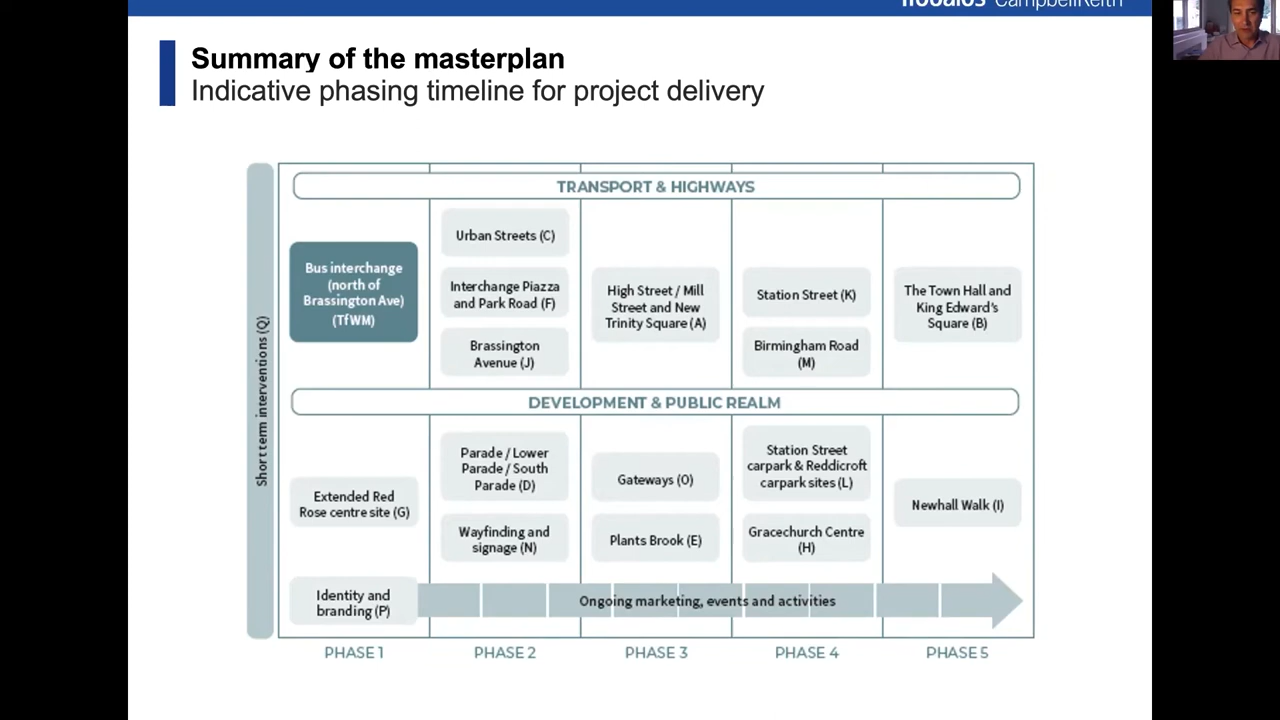 CampbellKeith
Summary of the masterplan
Indicative phasing timeline for project delivery
Short term interventions (Q)
TRANSPORT & HIGHWAYS
Bus interchange
(north of
Brassington Ave)
(TfWM)
Urban Streets (C)
Interchange Piazza
and Park Road (F)
Brassington
Avenue (J)
High Street / Mill
Street and New
Trinity Square (A)
Station Street (K)
Birmingham Road
(M)
The Town Hall and
King Edward's
Square (B)
DEVELOPMENT & PUBLIC REALM
Extended Red
Rose centre site (G)
Parade / Lower
Parade / South
Parade (D)
Wayfinding and
signage (N)
Gateways (O)
Plants Brook (E)
Station Street
carpark & Reddicroft
carpark sites (L)
Gracechurch Centre
(H)
Newhall Walk (I)
Identity and
branding (P)
Ongoing marketing, events and activities
PHASE 1
PHASE 2
PHASE 3
PHASE 4
PHASE 5